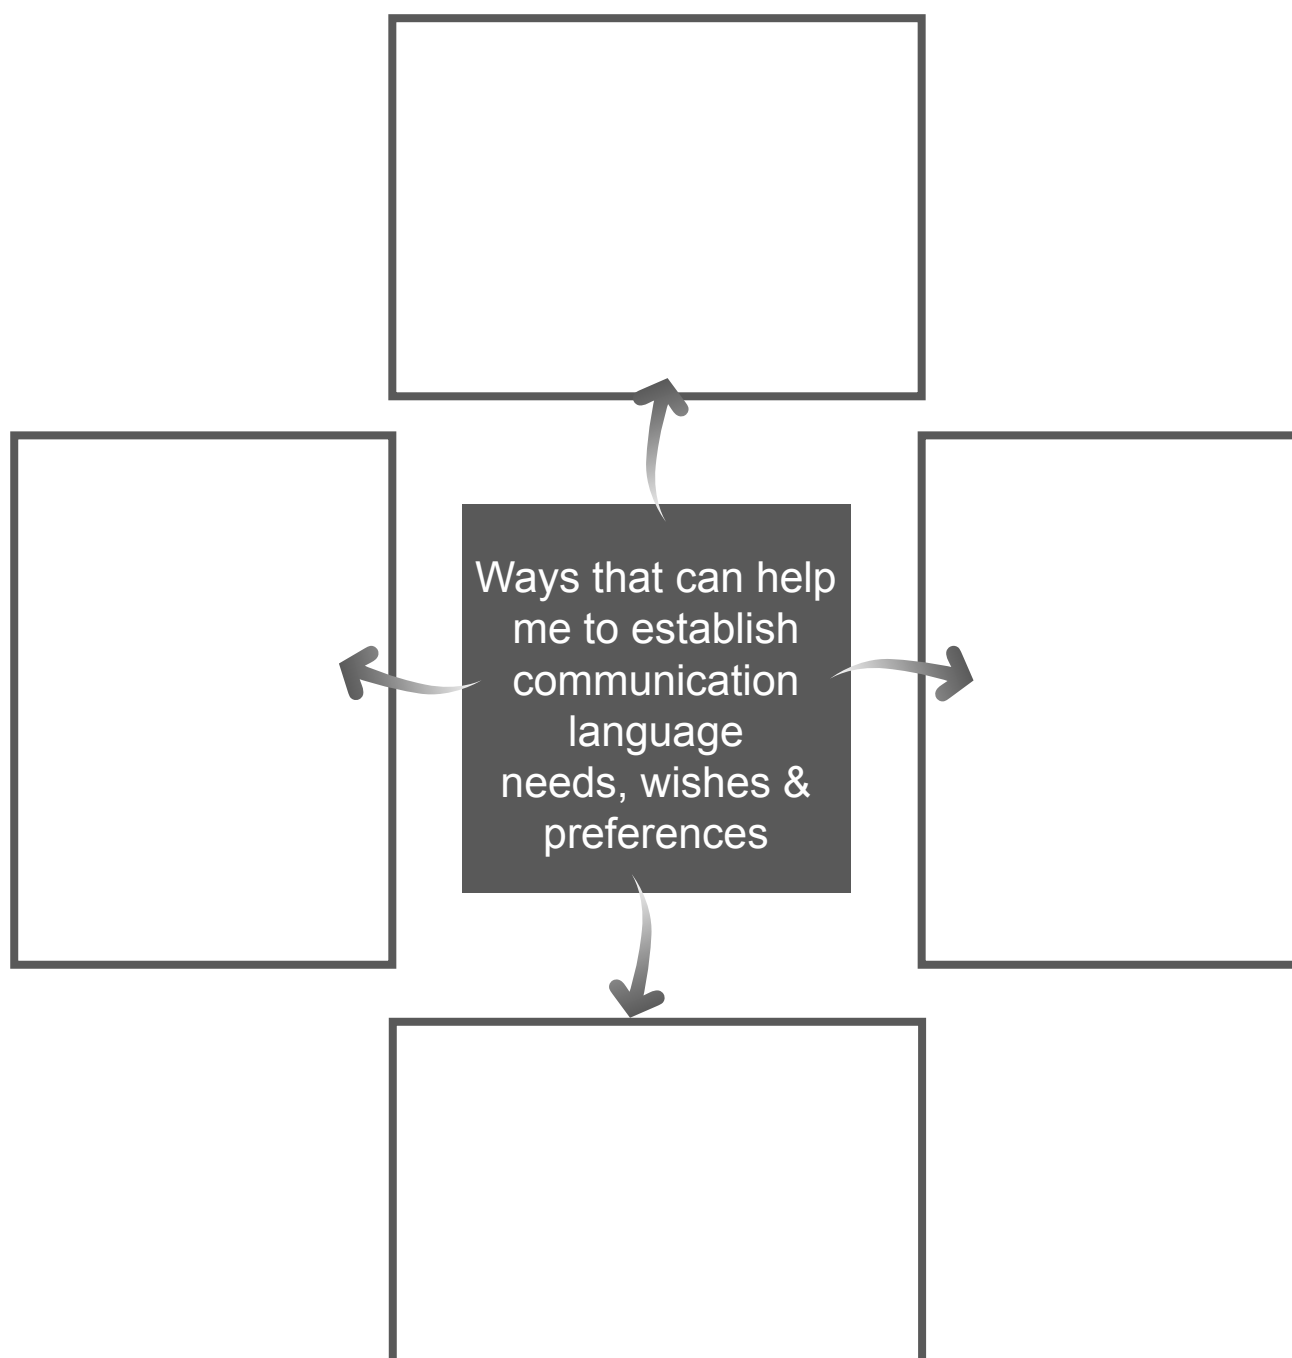 Ways that can help
me to establish
communication
language
needs, wishes &
preferences